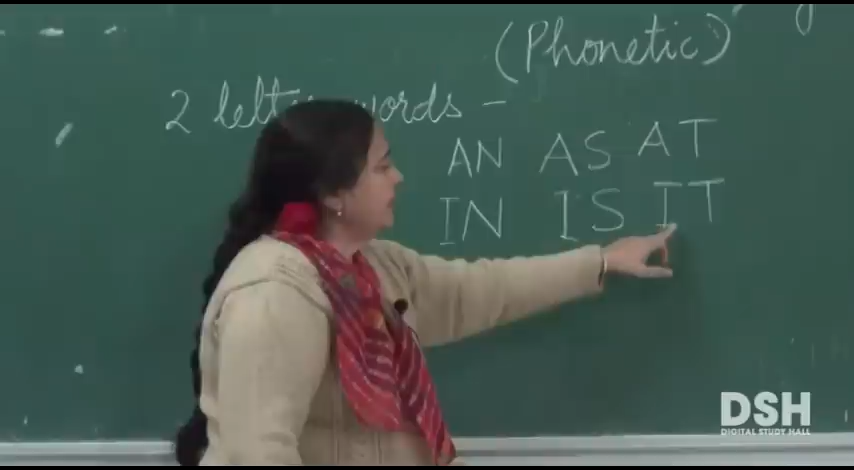 (Phonetic)
2 letter words -
AN AS AT
IN IS IT
DSH
DIGITAL STUDY HALL